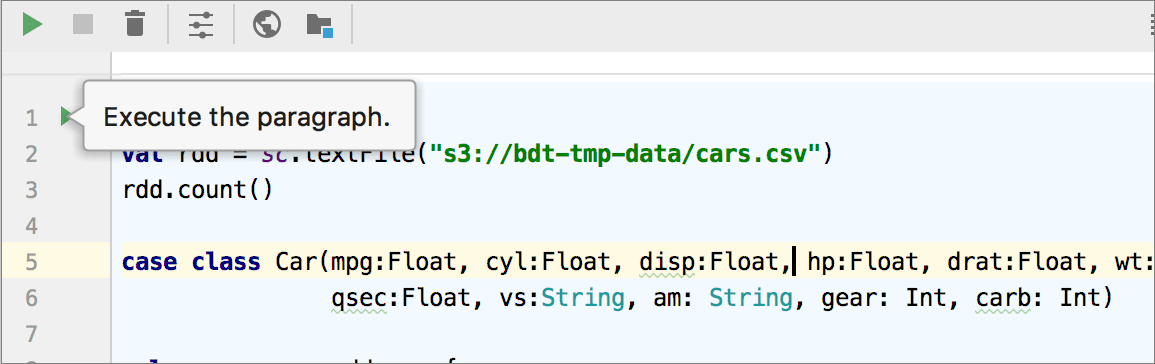 1
Execute the paragraph.
2 val rdd = sc.textFile("s3://bdt-tmp-data/cars.csv")
3 rdd.count()
4
5 case class Car(mpg:Float, cyl:Float, disp:Float, hp:Float, drat:Float, wt:
6 qsec:Float, vs:String, am: String, gear: Int, carb: Int)
7